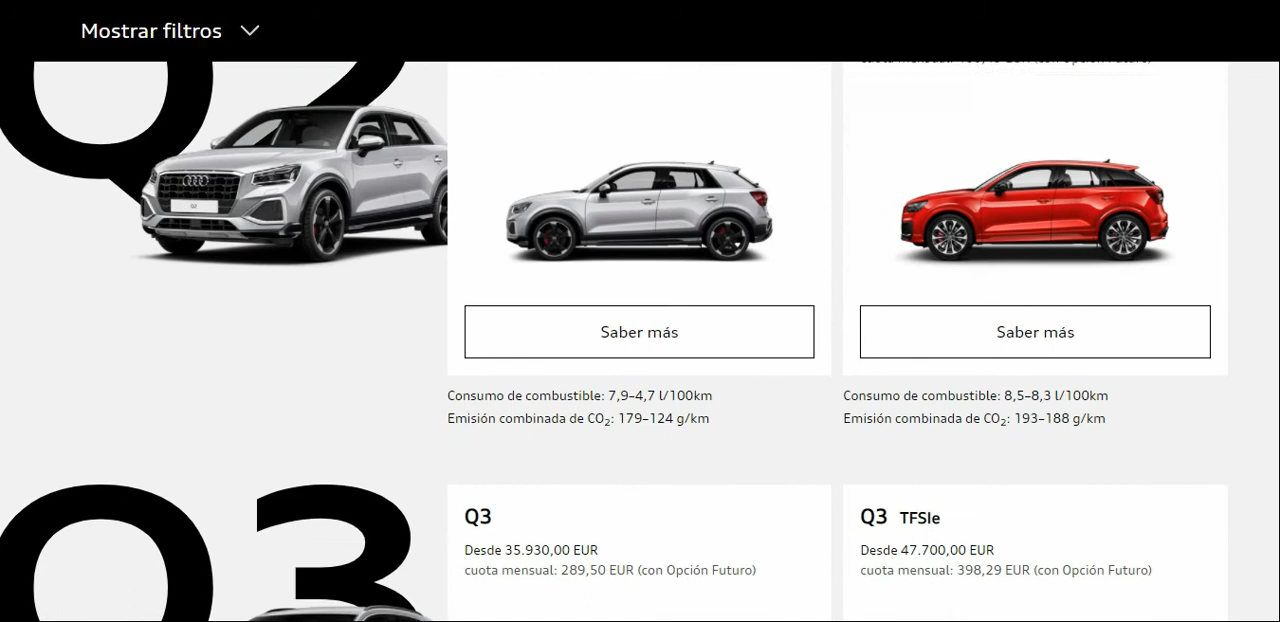 Mostrar filtros
Q2
Saber más
Saber más
Consumo de combustible: 7,9–4,7 l/100km
Emisión combinada de CO₂: 179–124 g/km
Consumo de combustible: 8,5–8,3 l/100km
Emisión combinada de CO₂: 193–188 g/km
Q3
Q3
Desde 35.930,00 EUR
cuota mensual: 289,50 EUR (con Opción Futuro)
Q3 TFSIe
Desde 47.700,00 EUR
cuota mensual: 398,29 EUR (con Opción Futuro)